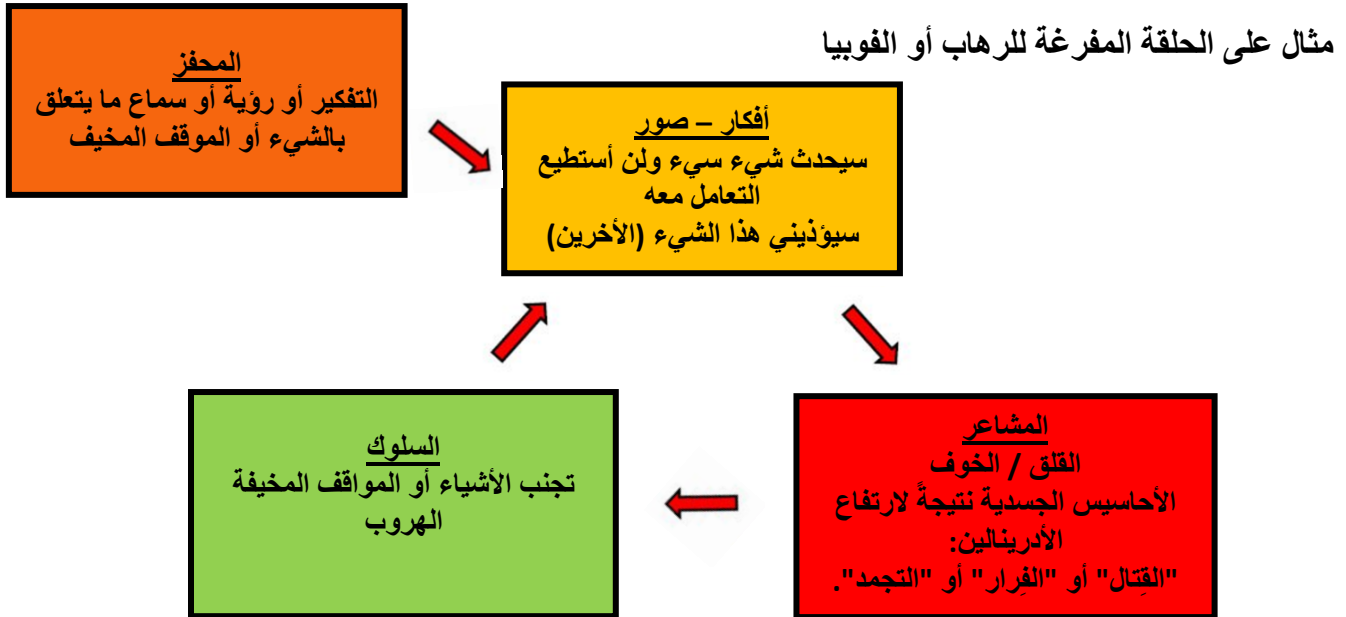 مثال على الحلقة المفرغة للرهاب أو الفوبيا
المحفز
التفكير أو رؤية أو سماع ما يتعلق
بالشيء أو الموقف المخيف
أفكار – صور
سيحدث شيء سيء ولن أستطيع
التعامل معه
سيؤذيني هذا الشيء (الأخرين)
المشاعر
القلق / الخوف
الأحاسيس الجسدية نتيجةً لارتفاع
الأدرينالين:
"القِتال" أو "الفِرار" أو "التجمد".
السلوك
تجنب الأشياء أو المواقف المخيفة
الهروب